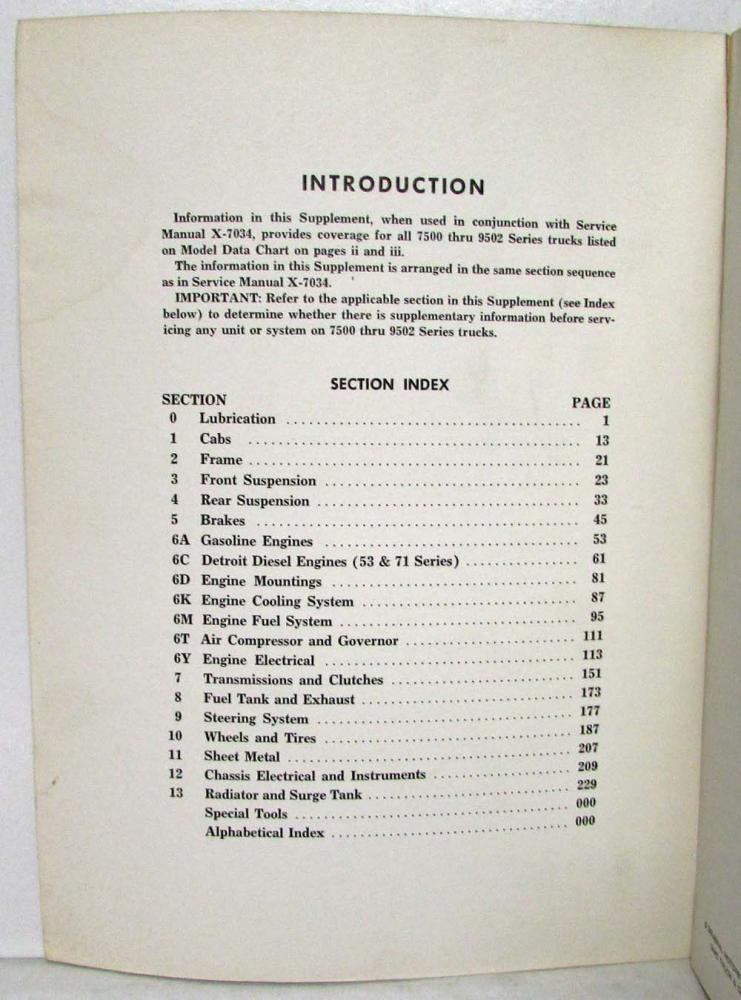 INTRODUCTION
Information in this Supplement, when used in conjunction with Service
Manual X-7034, provides coverage for all 7500 thru 9502 Series trucks listed
on Model Data Chart on pages ii and iii.
The information in this Supplement is arranged in the same section sequence
as in Service Manual X-7034.
IMPORTANT: Refer to the applicable section in this Supplement (see Index
below) to determine whether there is supplementary information before serv-
icing any unit or system on 7500 thru 9502 Series trucks.
SECTION INDEX
SECTION PAGE
0 Lubrication ........................................ 1
1 Cabs ........................................ 13
2 Frame ........................................ 21
3 Front Suspension ........................................ 23
4 Rear Suspension ........................................ 33
5 Brakes ........................................ 45
6A Gasoline Engines ........................................ 53
6C Detroit Diesel Engines (53 & 71 Series) ................ 61
6D Engine Mountings ........................................ 81
6K Engine Cooling System ................................ 87
6M Engine Fuel System ................................ 95
6T Air Compressor and Governor ........................ 111
6Y Engine Electrical ................................ 113
7 Transmissions and Clutches ........................ 151
8 Fuel Tank and Exhaust ........................ 173
9 Steering System ................................ 177
10 Wheels and Tires ................................ 187
11 Sheet Metal ................................ 207
12 Chassis Electrical and Instruments .................... 209
13 Radiator and Surge Tank ........................ 229
Special Tools ................................ 000
Alphabetical Index ................................ 000